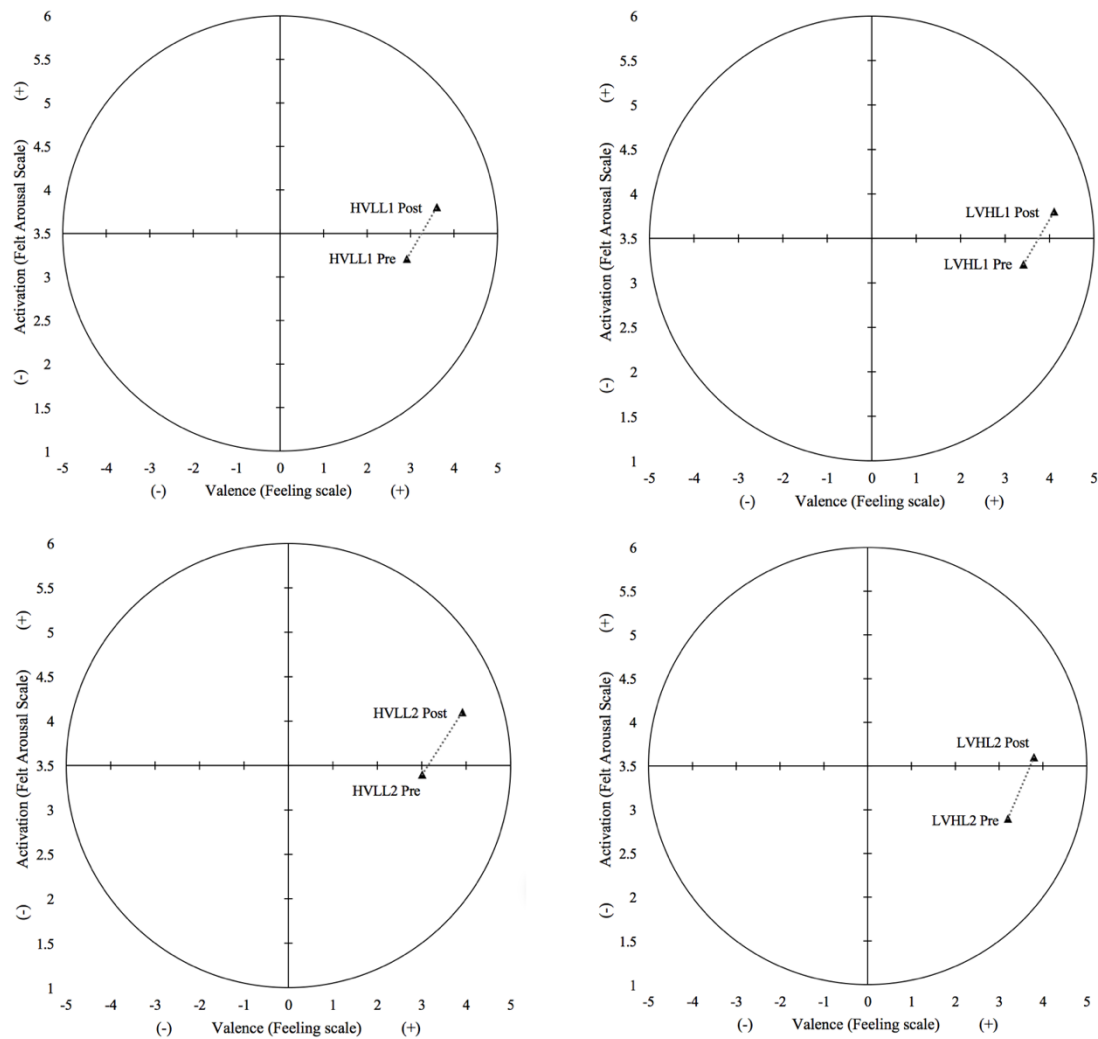 6
5.5
5
4.5
4
3.5
3
2.5
2
1.5
1
(+)
Activation (Felt Arousal Scale)
(-)
HVLL1 Post
HVLL1 Pre
-5 -4 -3 -2 -1 0 1 2 3 4 5
(-) Valence (Feeling scale) (+)
6
5.5
5
4.5
4
3.5
3
2.5
2
1.5
1
(+)
Activation (Felt Arousal Scale)
(-)
LVHL1 Post
LVHL1 Pre
-5 -4 -3 -2 -1 0 1 2 3 4 5
(-) Valence (Feeling scale) (+)
6
5.5
5
4.5
4
3.5
3
2.5
2
1.5
1
(+)
Activation (Felt Arousal Scale)
(-)
HVLL2 Post
HVLL2 Pre
-5 -4 -3 -2 -1 0 1 2 3 4 5
(-) Valence (Feeling scale) (+)
6
5.5
5
4.5
4
3.5
3
2.5
2
1.5
1
(+)
Activation (Felt Arousal Scale)
(-)
LVHL2 Post
LVHL2 Pre
-5 -4 -3 -2 -1 0 1 2 3 4 5
(-) Valence (Feeling scale) (+)